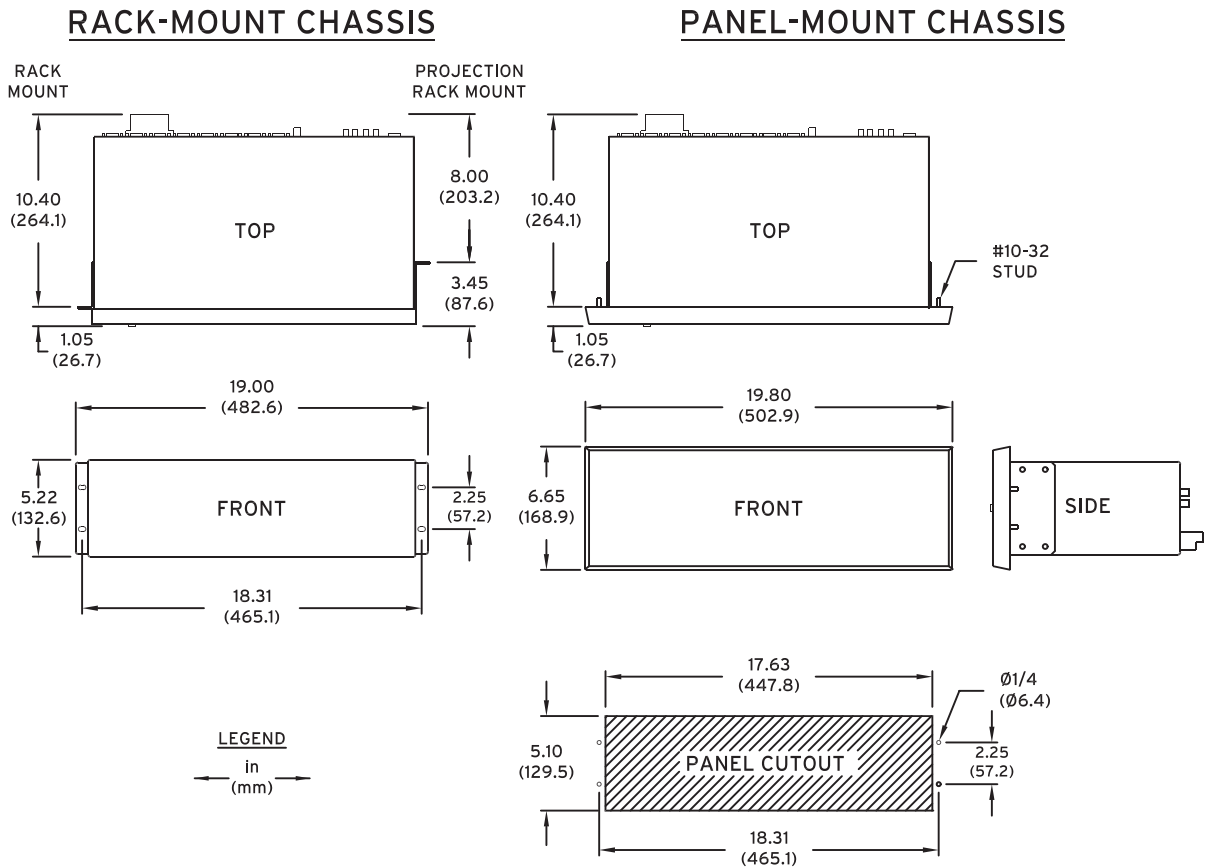 RACK-MOUNT CHASSIS
PANEL-MOUNT CHASSIS
RACK
MOUNT
PROJECTION
RACK MOUNT
10.40
(264.1)
TOP
8.00
(203.2)
3.45
(87.6)
1.05
(26.7)
10.40
(264.1)
TOP
#10-32
STUD
1.05
(26.7)
19.00
(482.6)
5.22
(132.6)
FRONT
2.25
(57.2)
18.31
(465.1)
19.80
(502.9)
6.65
(168.9)
FRONT
SIDE
LEGEND
in
(mm)
17.63
(447.8)
Ø1/4
(Ø6.4)
5.10
(129.5)
PANEL CUTOUT
2.25
(57.2)
18.31
(465.1)